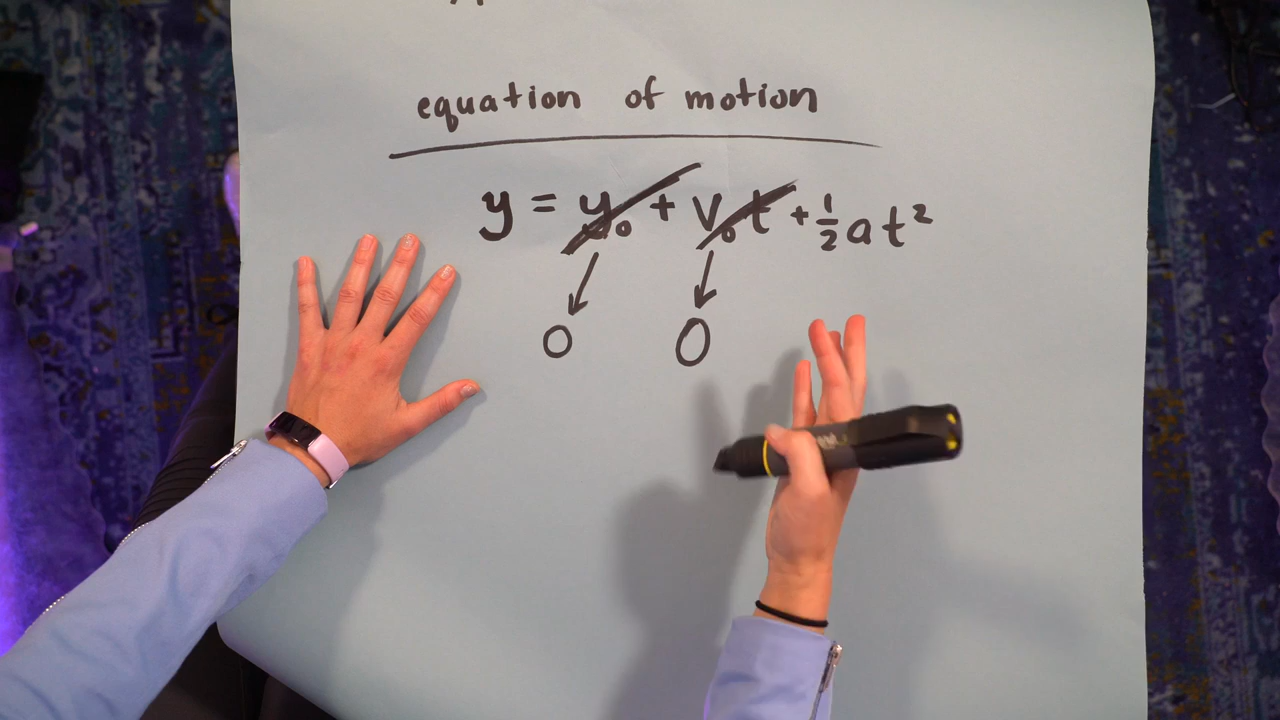 equation of motion
y = y₀ + v₀t + ½at²
0 0